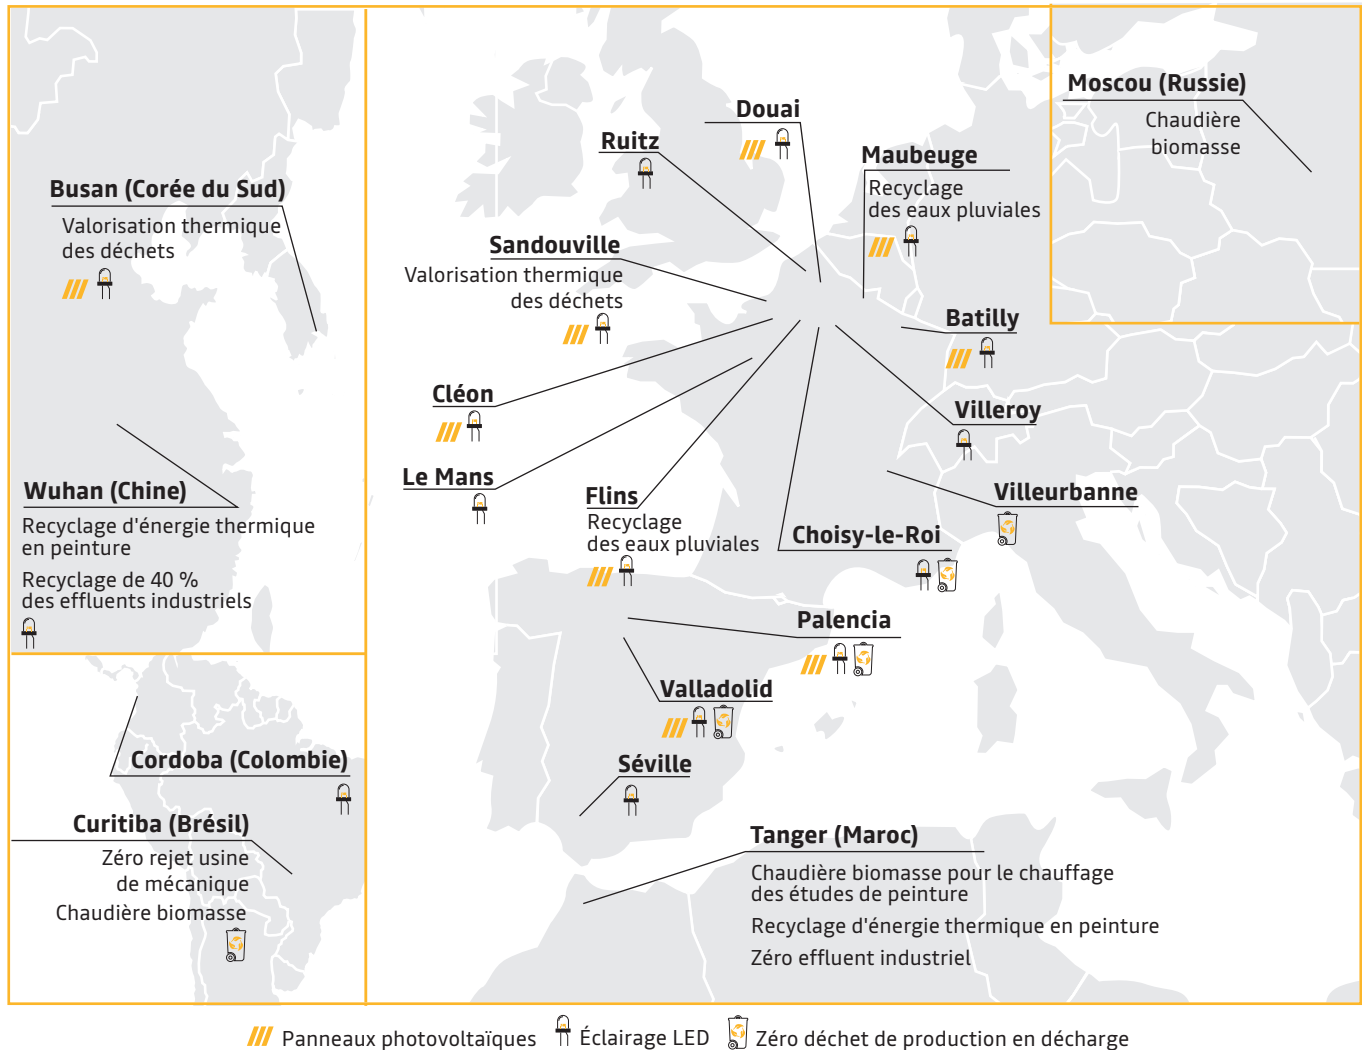 Busan (Corée du Sud)
Valorisation thermique
des déchets
Wuhan (Chine)
Recyclage d'énergie thermique
en peinture
Recyclage de 40 %
des effluents industriels
Cordoba (Colombie)
Curitiba (Brésil)
Zéro rejet usine
de mécanique
Chaudière biomasse
Douai
Ruitz
Maubeuge
Recyclage
des eaux pluviales
Sandouville
Valorisation thermique
des déchets
Batilly
Cléon
Villeroy
Le Mans
Flins
Recyclage
des eaux pluviales
Villeurbanne
Choisy-le-Roi
Palencia
Valladolid
Séville
Tanger (Maroc)
Chaudière biomasse pour le chauffage
des études de peinture
Recyclage d'énergie thermique en peinture
Zéro effluent industriel
Moscou (Russie)
Chaudière
biomasse
Panneaux photovoltaïques Éclairage LED Zéro déchet de production en décharge